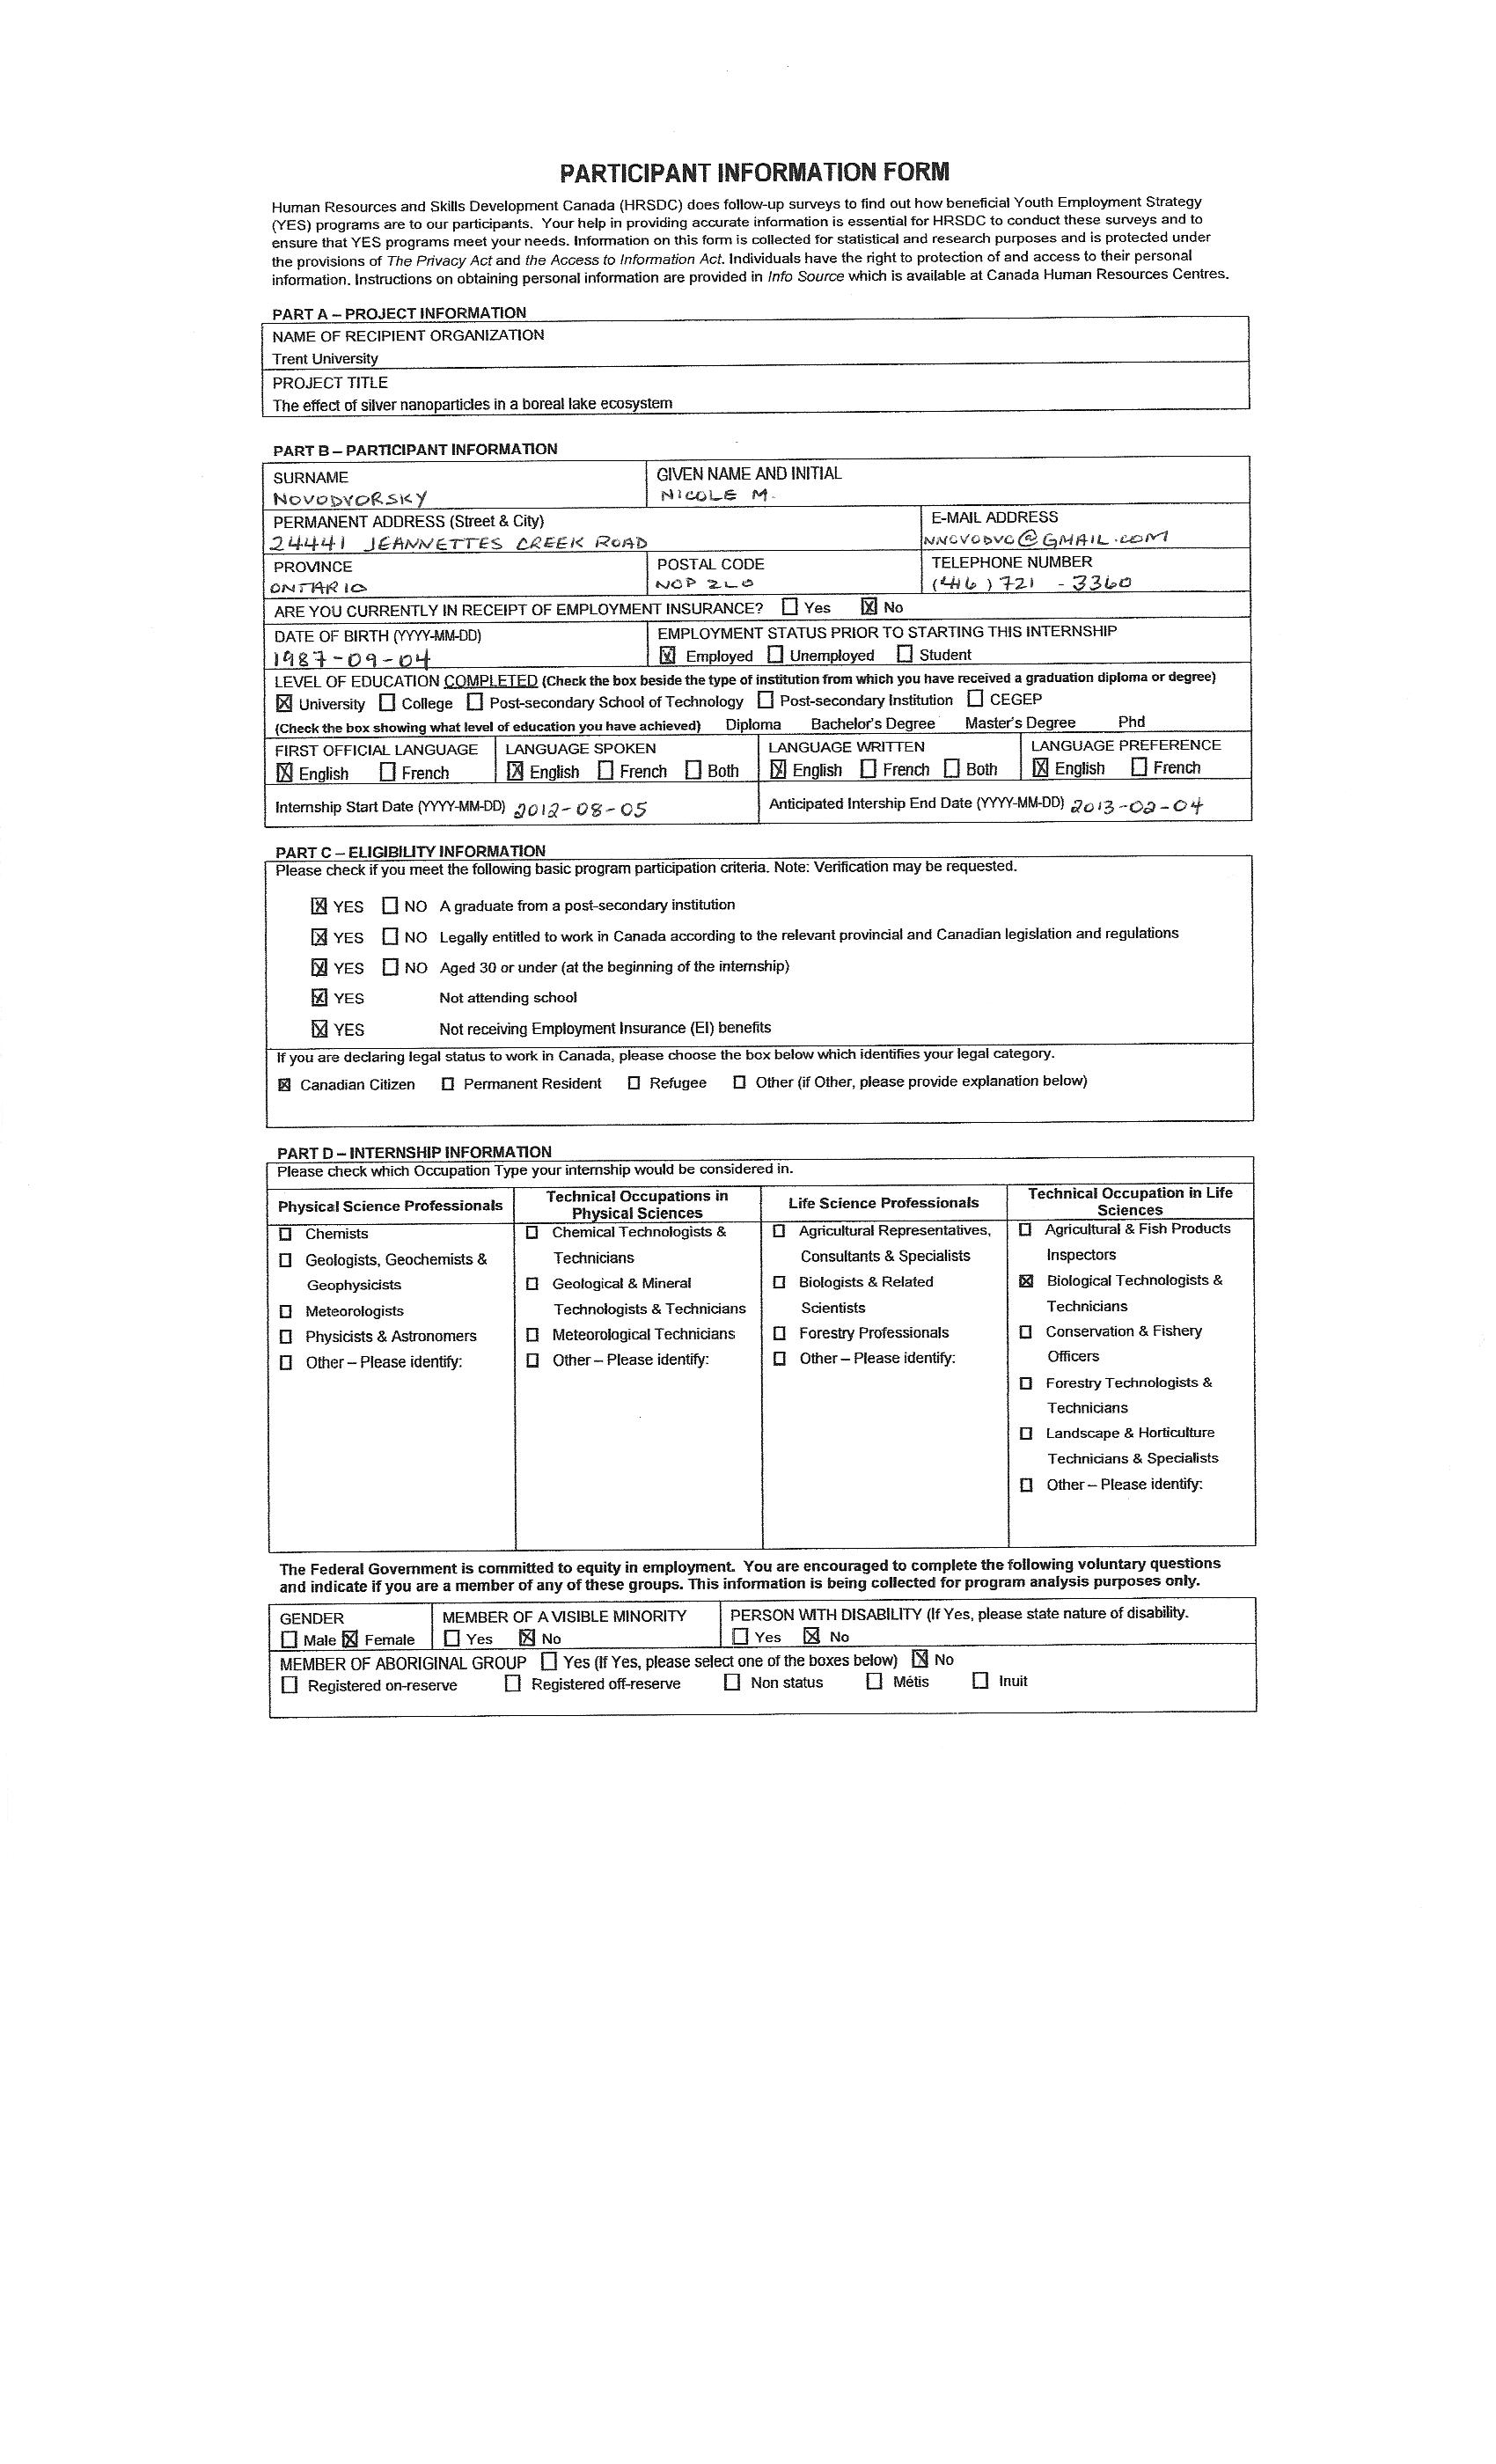 PARTICIPANT INFORMATION FORM
Human Resources and Skills Development Canada (HRSDC) does follow-up surveys to find out how beneficial Youth Employment Strategy
(YES) programs are to our participants. Your help in providing accurate information is essential for HRSDC to conduct these surveys and to
ensure that YES programs meet your needs. Information on this form is collected for statistical and research purposes and is protected under
the provisions of The Privacy Act and the Access to Information Act. Individuals have the right to protection of and access to their personal
information. Instructions on obtaining personal information are provided in Info Source which is available at Canada Human Resources Centres.
PART A – PROJECT INFORMATION
NAME OF RECIPIENT ORGANIZATION
Trent University
PROJECT TITLE
The effect of silver nanoparticles in a boreal lake ecosystem
PART B – PARTICIPANT INFORMATION
SURNAME GIVEN NAME AND INITIAL
NOVODVORSKY NICOLE M.
PERMANENT ADDRESS (Street & City) E-MAIL ADDRESS
24441 JEANNETTES CREEK ROAD NNOVODVO@GMAIL.COM
PROVINCE POSTAL CODE TELEPHONE NUMBER
ONTARIO N0P 2L0 (416) 721 - 3360
ARE YOU CURRENTLY IN RECEIPT OF EMPLOYMENT INSURANCE? ☐ Yes ☒ No
DATE OF BIRTH (YYYY-MM-DD) EMPLOYMENT STATUS PRIOR TO STARTING THIS INTERNSHIP
1987-09-04 ☒ Employed ☐ Unemployed ☐ Student
LEVEL OF EDUCATION COMPLETED (Check the box beside the type of institution from which you have received a graduation diploma or degree)
☒ University ☐ College ☐ Post-secondary School of Technology ☐ Post-secondary Institution ☐ CEGEP
(Check the box showing what level of education you have achieved) Diploma Bachelor's Degree Master's Degree Phd
FIRST OFFICIAL LANGUAGE LANGUAGE SPOKEN LANGUAGE WRITTEN LANGUAGE PREFERENCE
☒ English ☐ French ☒ English ☐ French ☐ Both ☒ English ☐ French ☐ Both ☒ English ☐ French
Internship Start Date (YYYY-MM-DD) 2012-08-05 Anticipated Intership End Date (YYYY-MM-DD) 2013-02-04
PART C – ELIGIBILITY INFORMATION
Please check if you meet the following basic program participation criteria. Note: Verification may be requested.
☒ YES ☐ NO A graduate from a post-secondary institution
☒ YES ☐ NO Legally entitled to work in Canada according to the relevant provincial and Canadian legislation and regulations
☒ YES ☐ NO Aged 30 or under (at the beginning of the internship)
☒ YES Not attending school
☒ YES Not receiving Employment Insurance (EI) benefits
If you are declaring legal status to work in Canada, please choose the box below which identifies your legal category.
☒ Canadian Citizen ☐ Permanent Resident ☐ Refugee ☐ Other (if Other, please provide explanation below)
PART D – INTERNSHIP INFORMATION
Please check which Occupation Type your internship would be considered in.
Physical Science Professionals
☐ Chemists
☐ Geologists, Geochemists &
Geophysicists
☐ Meteorologists
☐ Physicists & Astronomers
☐ Other – Please identify:
Technical Occupations in
Physical Sciences
☐ Chemical Technologists &
Technicians
☐ Geological & Mineral
Technologists & Technicians
☐ Meteorological Technicians
☐ Other – Please identify:
Life Science Professionals
☐ Agricultural Representatives,
Consultants & Specialists
☐ Biologists & Related
Scientists
☐ Forestry Professionals
☐ Other – Please identify:
Technical Occupation in Life
Sciences
☐ Agricultural & Fish Products
Inspectors
☒ Biological Technologists &
Technicians
☐ Conservation & Fishery
Officers
☐ Forestry Technologists &
Technicians
☐ Landscape & Horticulture
Technicians & Specialists
☐ Other – Please identify:
The Federal Government is committed to equity in employment. You are encouraged to complete the following voluntary questions
and indicate if you are a member of any of these groups. This information is being collected for program analysis purposes only.
GENDER MEMBER OF A VISIBLE MINORITY PERSON WITH DISABILITY (If Yes, please state nature of disability.
☐ Male ☒ Female ☐ Yes ☒ No ☐ Yes ☒ No
MEMBER OF ABORIGINAL GROUP ☐ Yes (If Yes, please select one of the boxes below) ☒ No
☐ Registered on-reserve ☐ Registered off-reserve ☐ Non status ☐ Métis ☐ Inuit